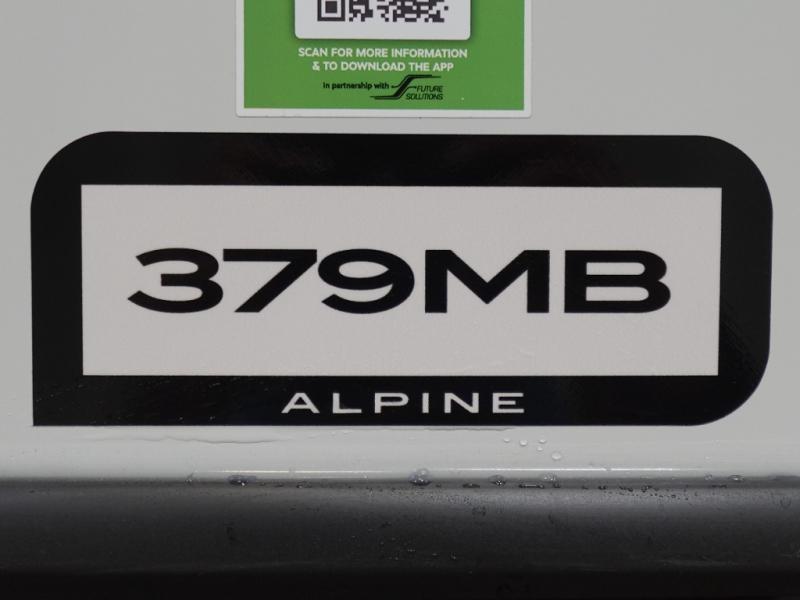 SCAN FOR MORE INFORMATION
& TO DOWNLOAD THE APP
In partnership with FUTURE
SOLUTIONS
379MB
ALPINE